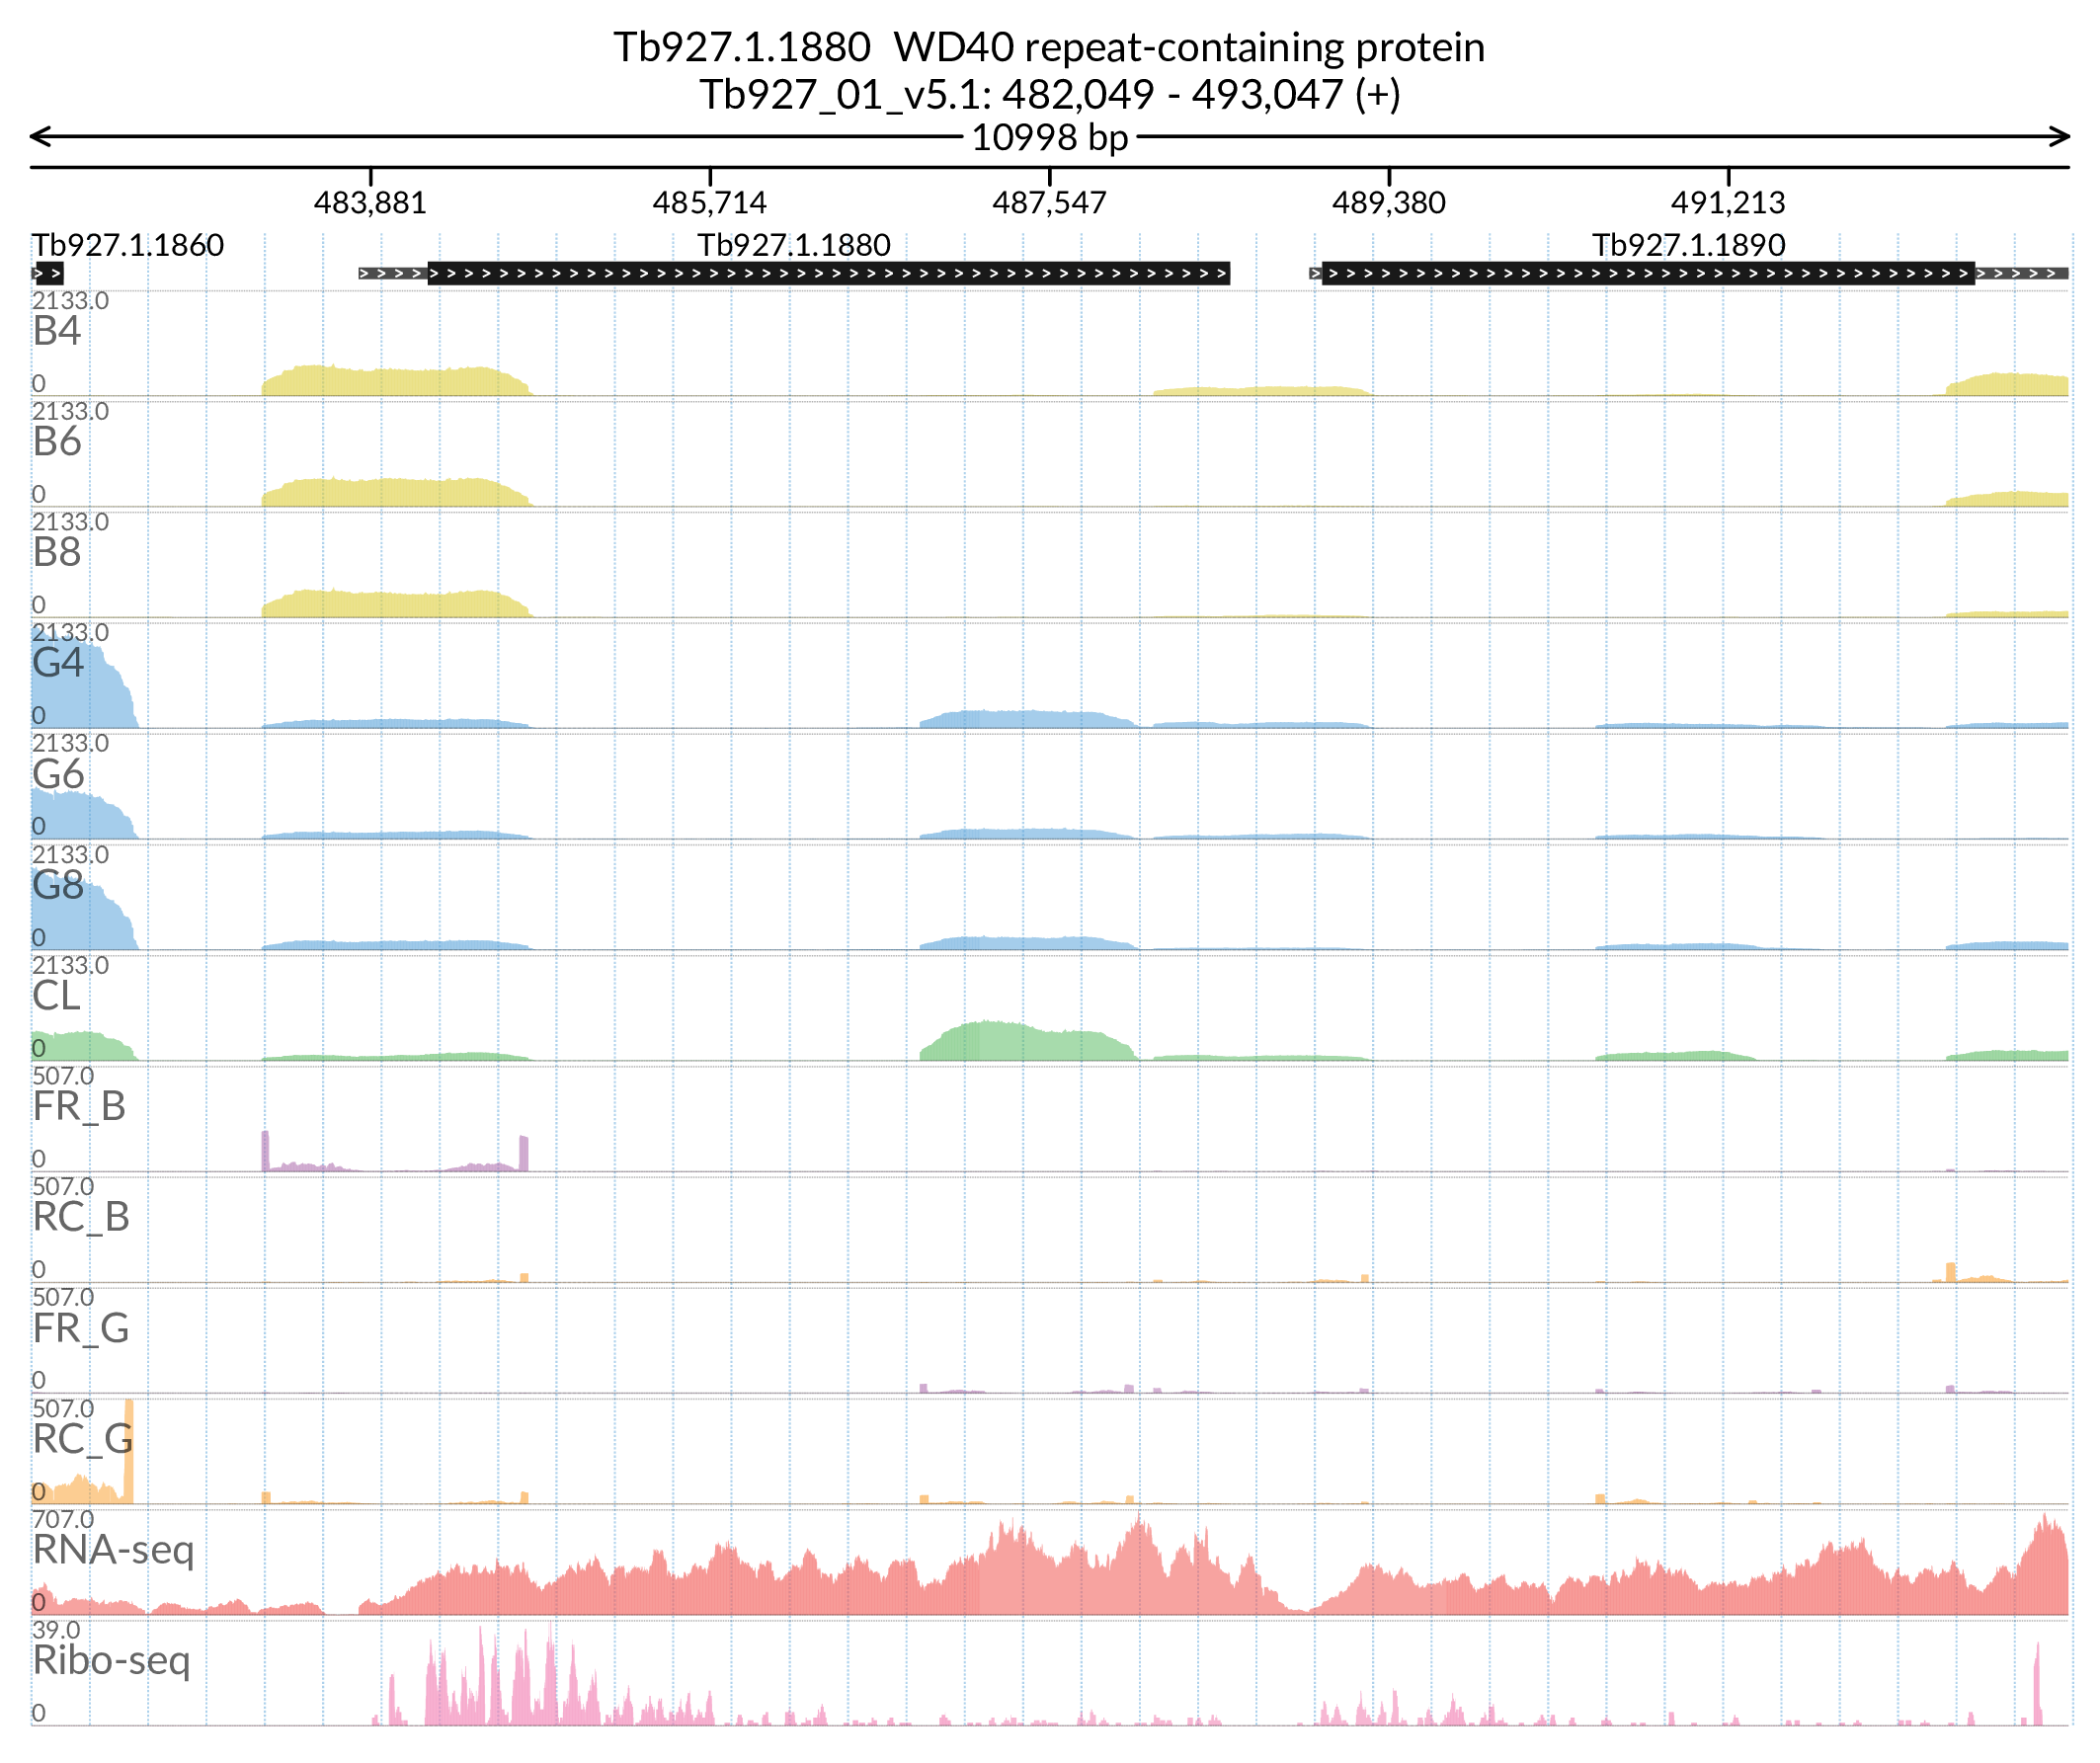 Tb927.1.1880  WD40 repeat-containing protein
Tb927_01_v5.1: 482,049 - 493,047 (+)
10998 bp
483,881 485,714 487,547 489,380 491,213
Tb927.1.1860 Tb927.1.1880 Tb927.1.1890
2133.0
B4
0
2133.0
B6
0
2133.0
B8
0
2133.0
G4
0
2133.0
G6
0
2133.0
G8
0
2133.0
CL
0
507.0
FR_B
0
507.0
RC_B
0
507.0
FR_G
0
507.0
RC_G
0
707.0
RNA-seq
0
39.0
Ribo-seq
0